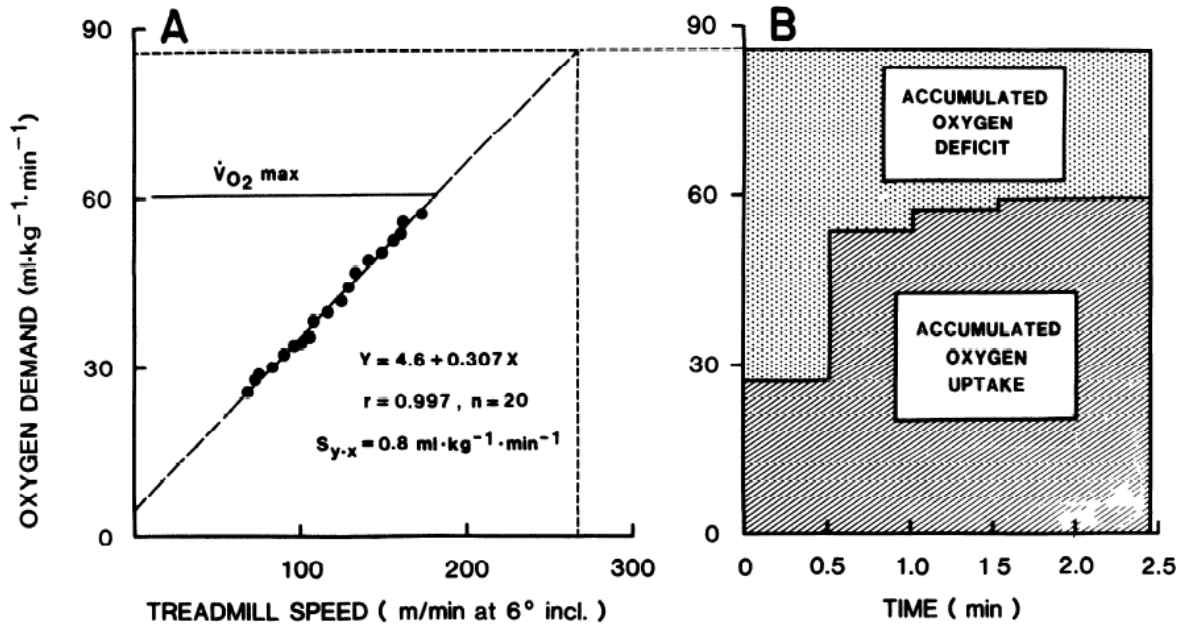 A
OXYGEN DEMAND (ml·kg⁻¹·min⁻¹)
90
60
30
0
V̇O₂ max
Y = 4.6 + 0.307 X
r = 0.997 , n = 20
Sy·x = 0.8 ml·kg⁻¹·min⁻¹
100
200
300
TREADMILL SPEED ( m/min at 6° incl. )
B
90
60
30
0
ACCUMULATED
OXYGEN
DEFICIT
ACCUMULATED
OXYGEN
UPTAKE
0
0.5
1.0
1.5
2.0
2.5
TIME ( min )